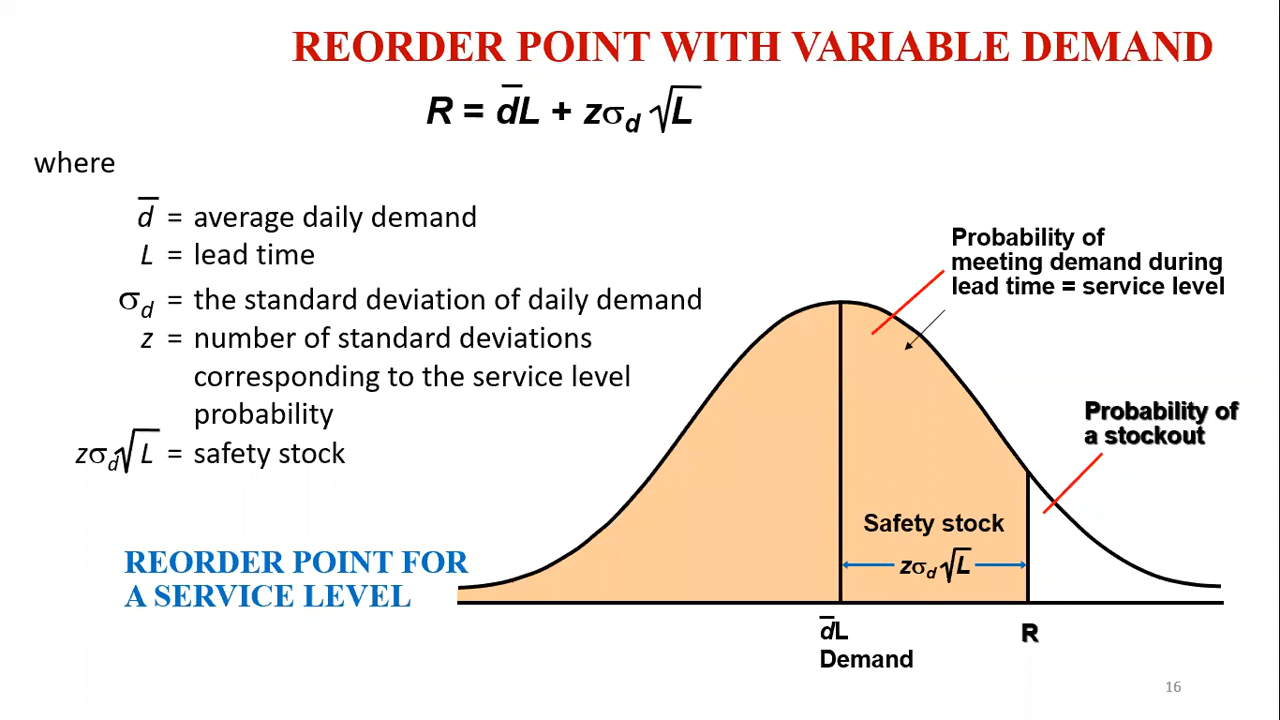 REORDER POINT WITH VARIABLE DEMAND
R = d̅L + zσd √L
where
d̅ = average daily demand
L = lead time
σd = the standard deviation of daily demand
z = number of standard deviations
corresponding to the service level
probability
zσd√L = safety stock
REORDER POINT FOR
A SERVICE LEVEL
Probability of
meeting demand during
lead time = service level
Probability of
a stockout
Safety stock
zσd √L
d̅L
Demand
R
16